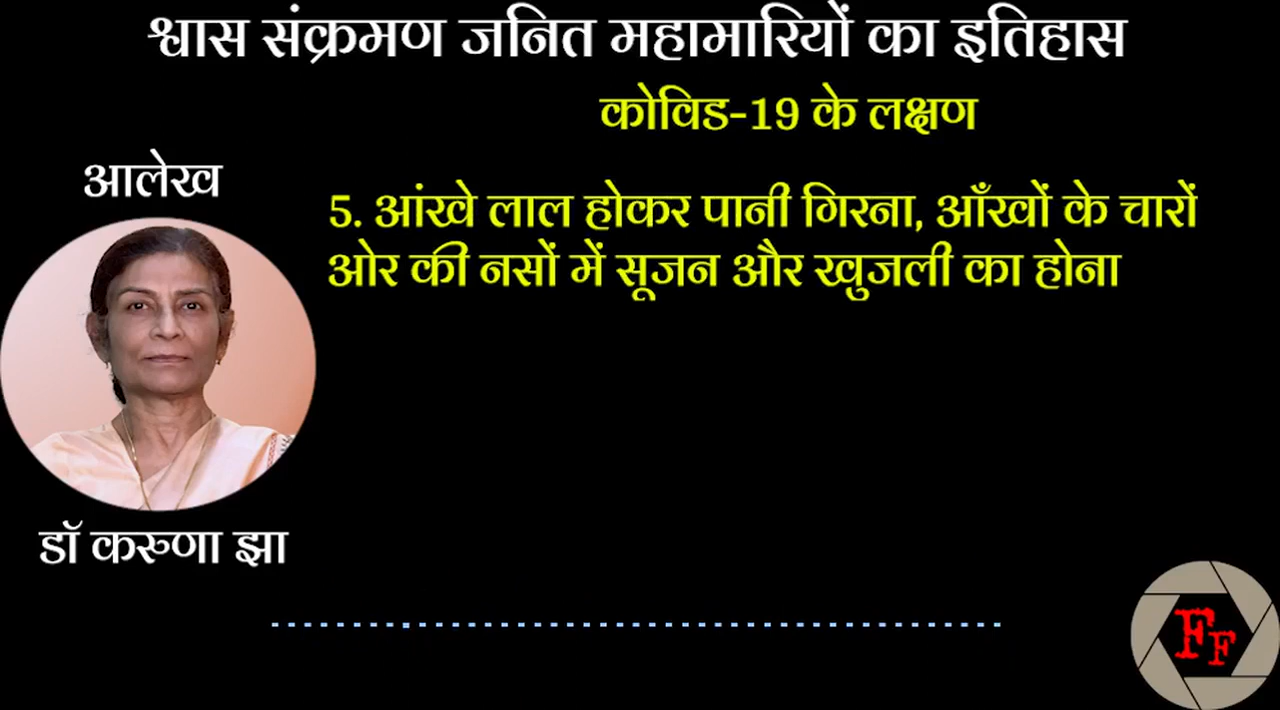 श्वास संक्रमण जनित महामारियों का इतिहास
कोविड-19 के लक्षण
आलेख
5. आंखे लाल होकर पानी गिरना, आँखों के चारों
ओर की नसों में सूजन और खुजली का होना
डॉ करुणा झा
FF